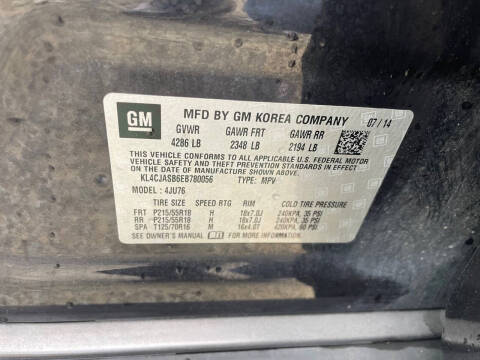 GM
MFD BY GM KOREA COMPANY 07/14
GVWR GAWR FRT GAWR RR
4286 LB 2348 LB 2194 LB
THIS VEHICLE CONFORMS TO ALL APPLICABLE U.S. FEDERAL MOTOR
VEHICLE SAFETY, BUMPER, AND THEFT PREVENTION STANDARDS IN EFFECT
ON THE DATE OF MANUFACTURE SHOWN ABOVE.
KL4CJASB6EB780056 TYPE: MPV
MODEL: 4JU76
TIRE SIZE SPEED RTG RIM COLD TIRE PRESSURE
FRT P215/55R18 H 18x7.0J 240KPA, 35 PSI
RR P215/55R18 H 18x7.0J 240KPA, 35 PSI
SPA T125/70R16 M 16x4.0T 420KPA, 60 PSI
SEE OWNER'S MANUAL FOR MORE INFORMATION.